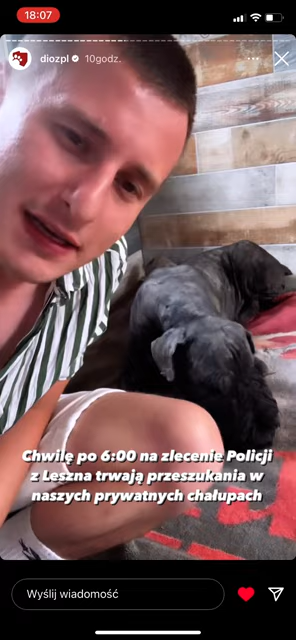 18:07
diozpl 10godz.
Chwilę po 6:00 na zlecenie Policji
z Leszna trwają przeszukania w
naszych prywatnych chałupach
Wyślij wiadomość